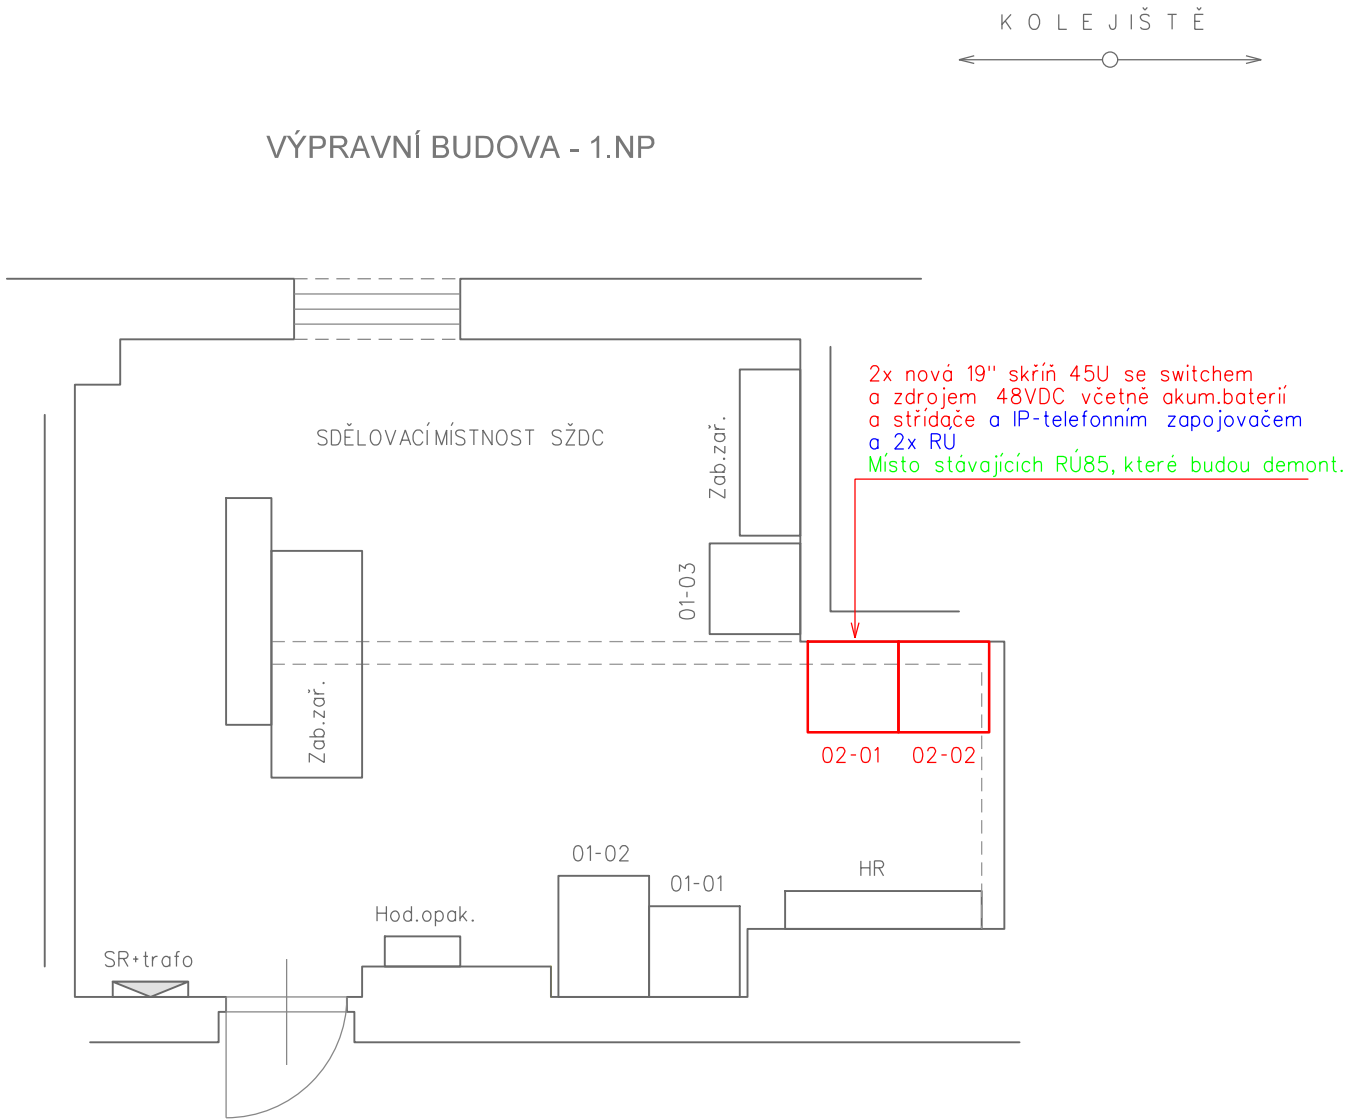 K O L E J I Š T Ě
VÝPRAVNÍ BUDOVA - 1.NP
2x nová 19" skříň 45U se switchem
a zdrojem 48VDC včetně akum.baterií
a střídače a IP-telefonním zapojovačem
a 2x RÚ
Místo stávajících RÚ85, které budou demont.
SDĚLOVACÍ MÍSTNOST SŽDC
Zab.zař.
01-03
Zab.zař.
02-01
02-02
01-02
01-01
HR
Hod.opak.
SR+trafo